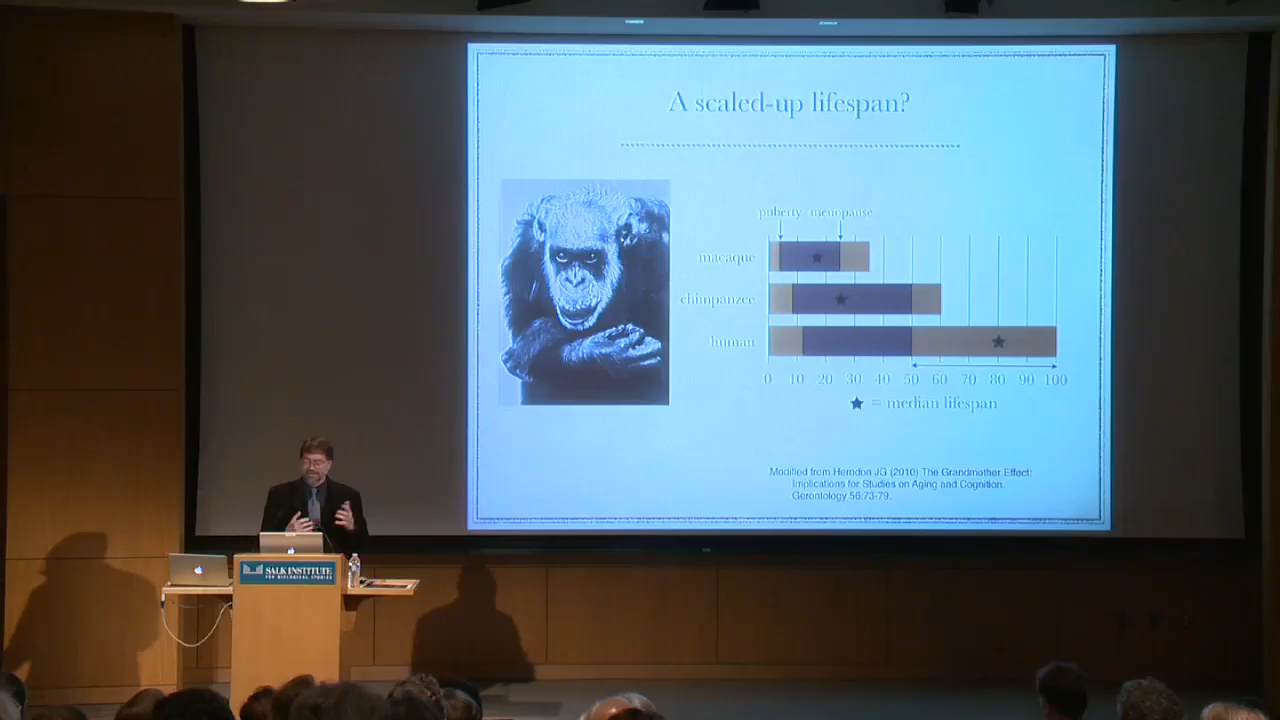 A scaled-up lifespan?
puberty menopause
macaque
chimpanzee
human
0 10 20 30 40 50 60 70 80 90 100
★ = median lifespan
Modified from Herndon JG (2010) The Grandmother Effect:
Implications for Studies on Aging and Cognition.
Gerontology 56:73-79.
SALK INSTITUTE
FOR BIOLOGICAL STUDIES